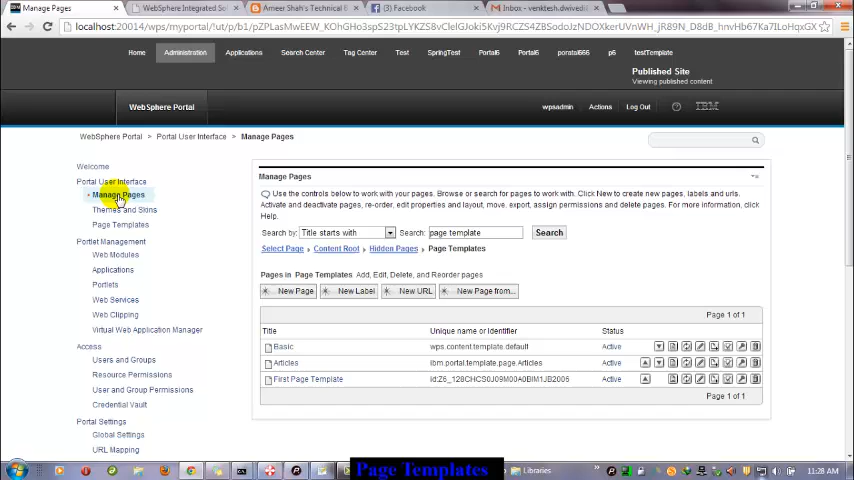 Manage Pages
WebSphere Integrated So
Ameer Shah's Technical
Facebook
Inbox - venktesh.dwivedi
localhost:10039/wps/myportal/!ut/p/b1/
Home
Administration
Applications
Search Center
Tag Center
Test
SpringTest
Portel6
Portel6
poratal666
p6
testTemplate
Published Site
Viewing published content
WebSphere Portal
wpsadmin
Actions
Log Out
?
IBM
WebSphere Portal
Portal User Interface
Manage Pages
Welcome
Portal User Interface
Manage Pages
Themes and Skins
Page Templates
Portlet Management
Web Modules
Applications
Portlets
Web Services
Web Clipping
Virtual Web Application Manager
Access
Users and Groups
Resource Permissions
User and Group Permissions
Credential Vault
Portal Settings
Global Settings
URL Mapping
Manage Pages
Use the controls below to work with your pages. Browse or search for pages to work with. Click New to create new pages, labels and urls.
Activate and deactivate pages, re-order, edit properties and layout, move, export, assign permissions and delete pages. For more information, click
Help.
Search by: Title starts with Search: page template Search
Select Page Content Root Hidden Pages Page Templates
Pages in Page Templates Add, Edit, Delete, and Reorder pages
New Page New Label New URL New Page from...
Page 1 of 1
Title Unique name or Identifier Status
Basic wps.content.template.default Active
Articles ibm.portal.template.page.Articles Active
First Page Template Active
Page 1 of 1
Page Templates
Libraries
11:28 AM